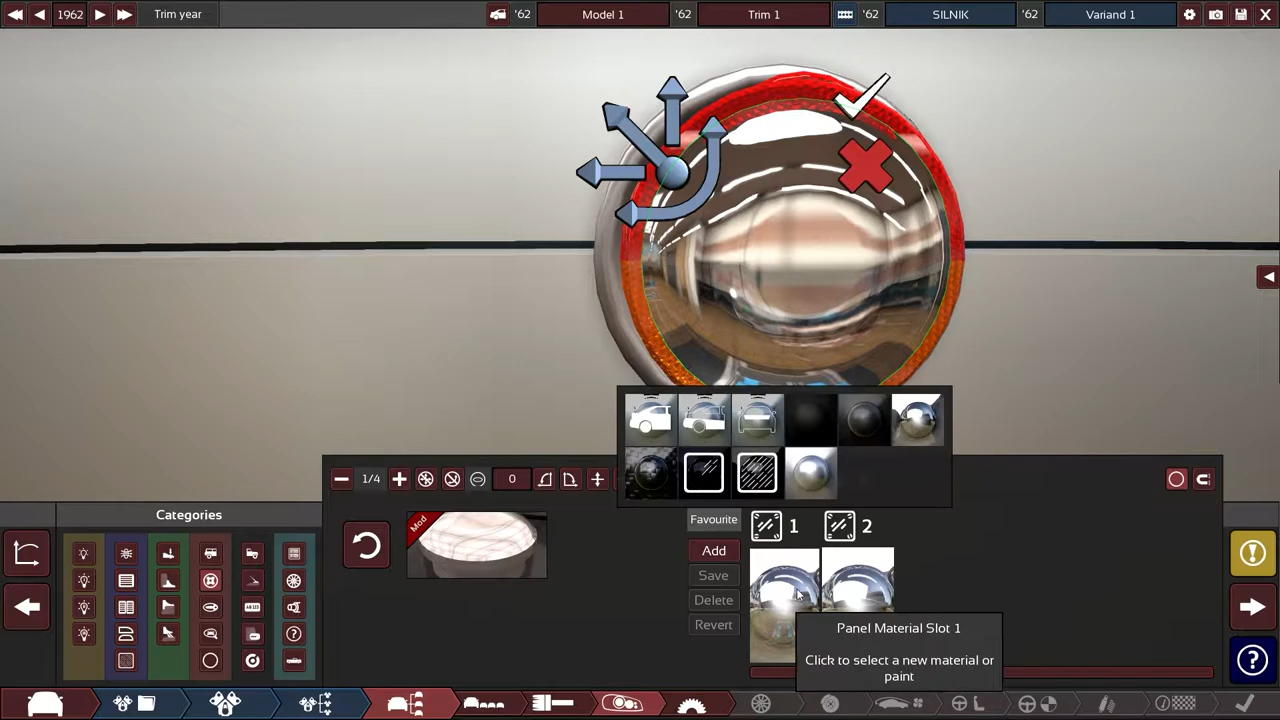 1962
Trim year
'62
Model 1
'62
Trim 1
'62
SILNIK
'62
Variand 1
1/4
0
Categories
Mod
Favourite
1
2
Add
Save
Delete
Revert
Panel Material Slot 1
Click to select a new material or
paint